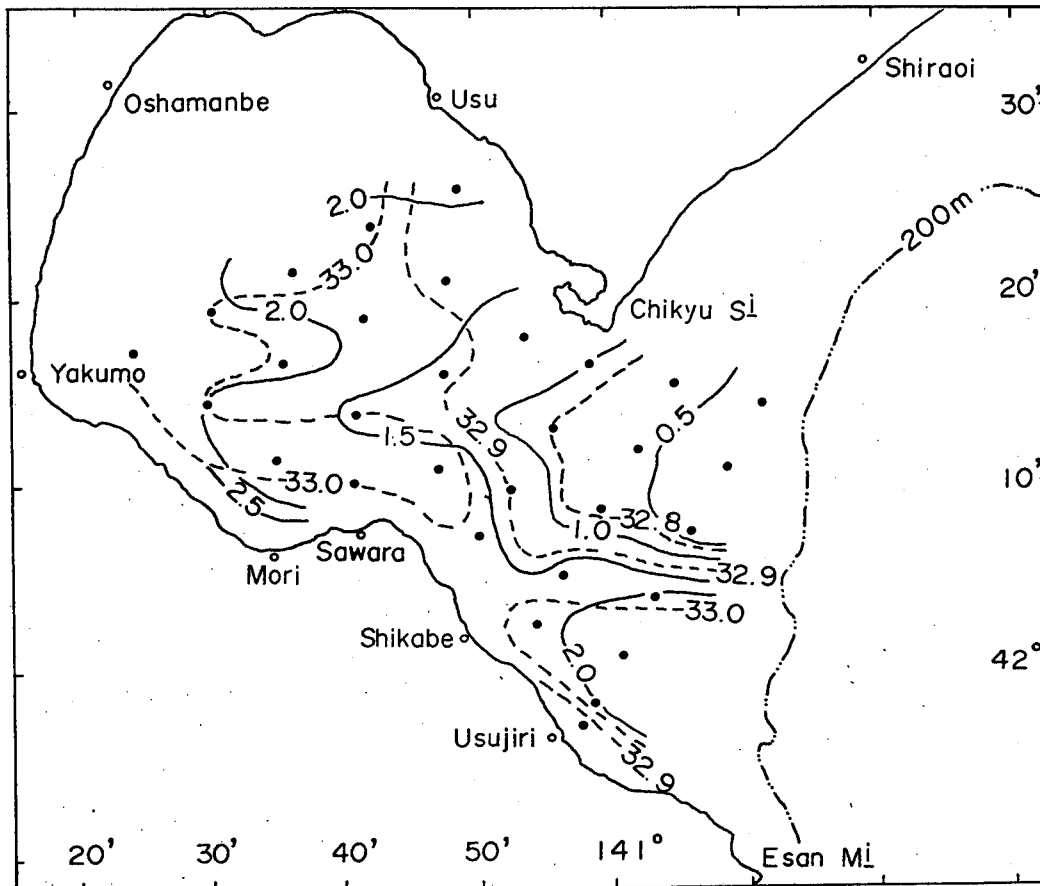 Shiraoi
Oshamanbe
Usu
30'
2.0
200m
33.0
20'
2.0
Chikyu Sİ
Yakumo
0.5
32.9
1.5
10'
33.0
2.5
32.8
1.0
Sawara
Mori
32.9
33.0
Shikabe
42°
2.0
Usujiri
32.9
20'
30'
40'
50'
141°
Esan Mİ